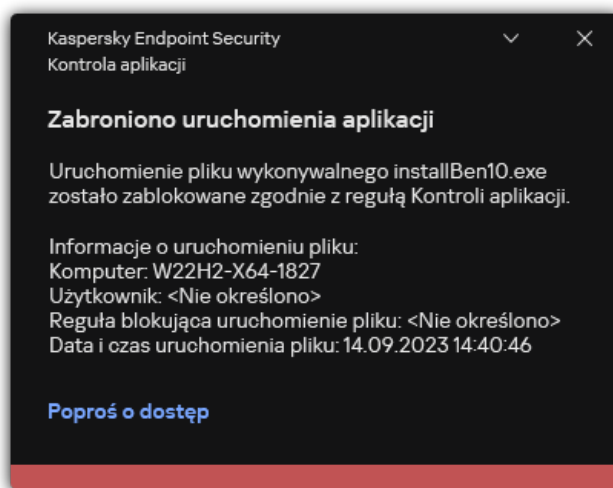 Kaspersky Endpoint Security
Kontrola aplikacji
Zabroniono uruchomienia aplikacji
Uruchomienie pliku wykonywalnego installBen10.exe
zostało zablokowane zgodnie z regułą Kontroli aplikacji.
Informacje o uruchomieniu pliku:
Komputer: W22H2-X64-1827
Użytkownik: <Nie określono>
Reguła blokująca uruchomienie pliku: <Nie określono>
Data i czas uruchomienia pliku: 14.09.2023 14:40:46
Poproś o dostęp